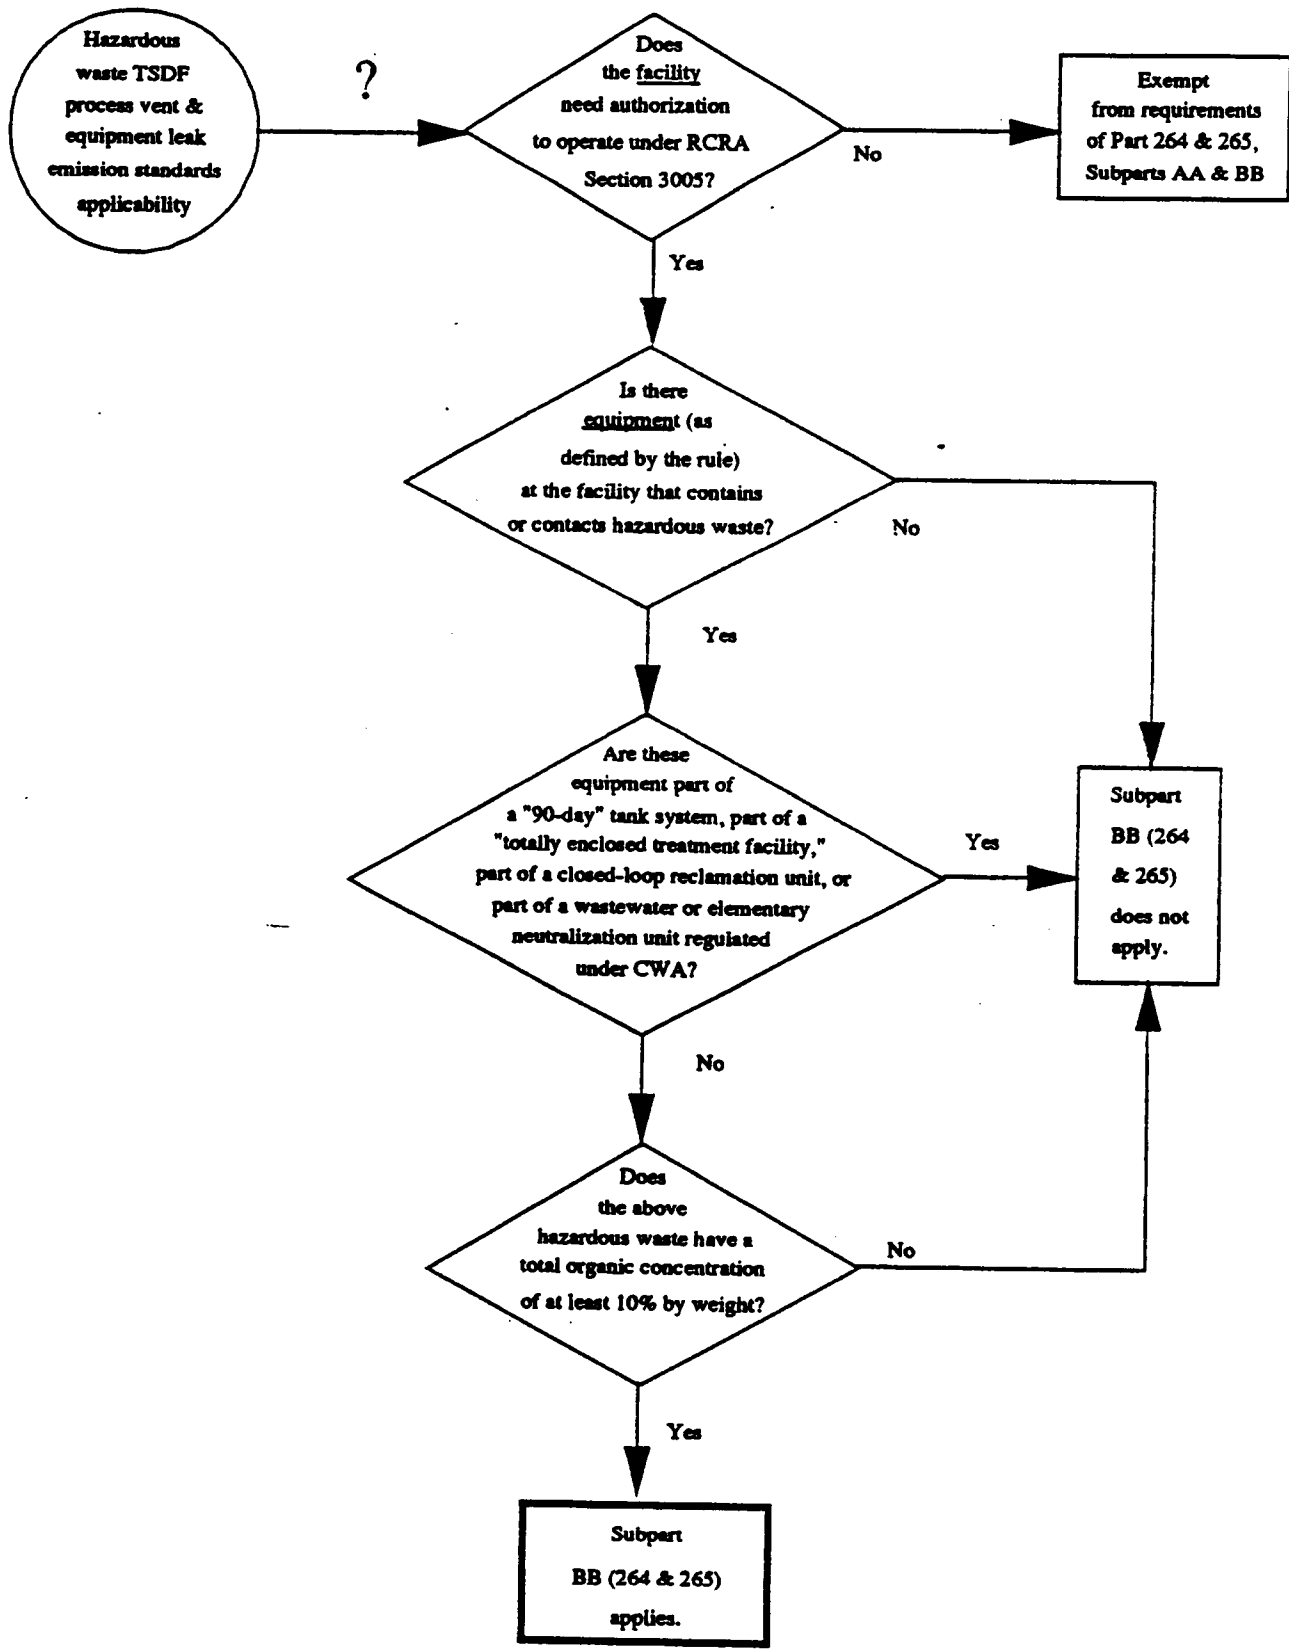 Hazardous
waste TSDF
process vent &
equipment leak
emission standards
applicability
?
Does
the facility
need authorization
to operate under RCRA
Section 3005?
No
Exempt
from requirements
of Part 264 & 265,
Subparts AA & BB
Yes
Is there
equipment (as
defined by the rule)
at the facility that contains
or contacts hazardous waste?
No
Yes
Are these
equipment part of
a "90-day" tank system, part of a
"totally enclosed treatment facility,"
part of a closed-loop reclamation unit, or
part of a wastewater or elementary
neutralization unit regulated
under CWA?
Yes
Subpart
BB (264
& 265)
does not
apply.
No
Does
the above
hazardous waste have a
total organic concentration
of at least 10% by weight?
No
Yes
Subpart
BB (264 & 265)
applies.